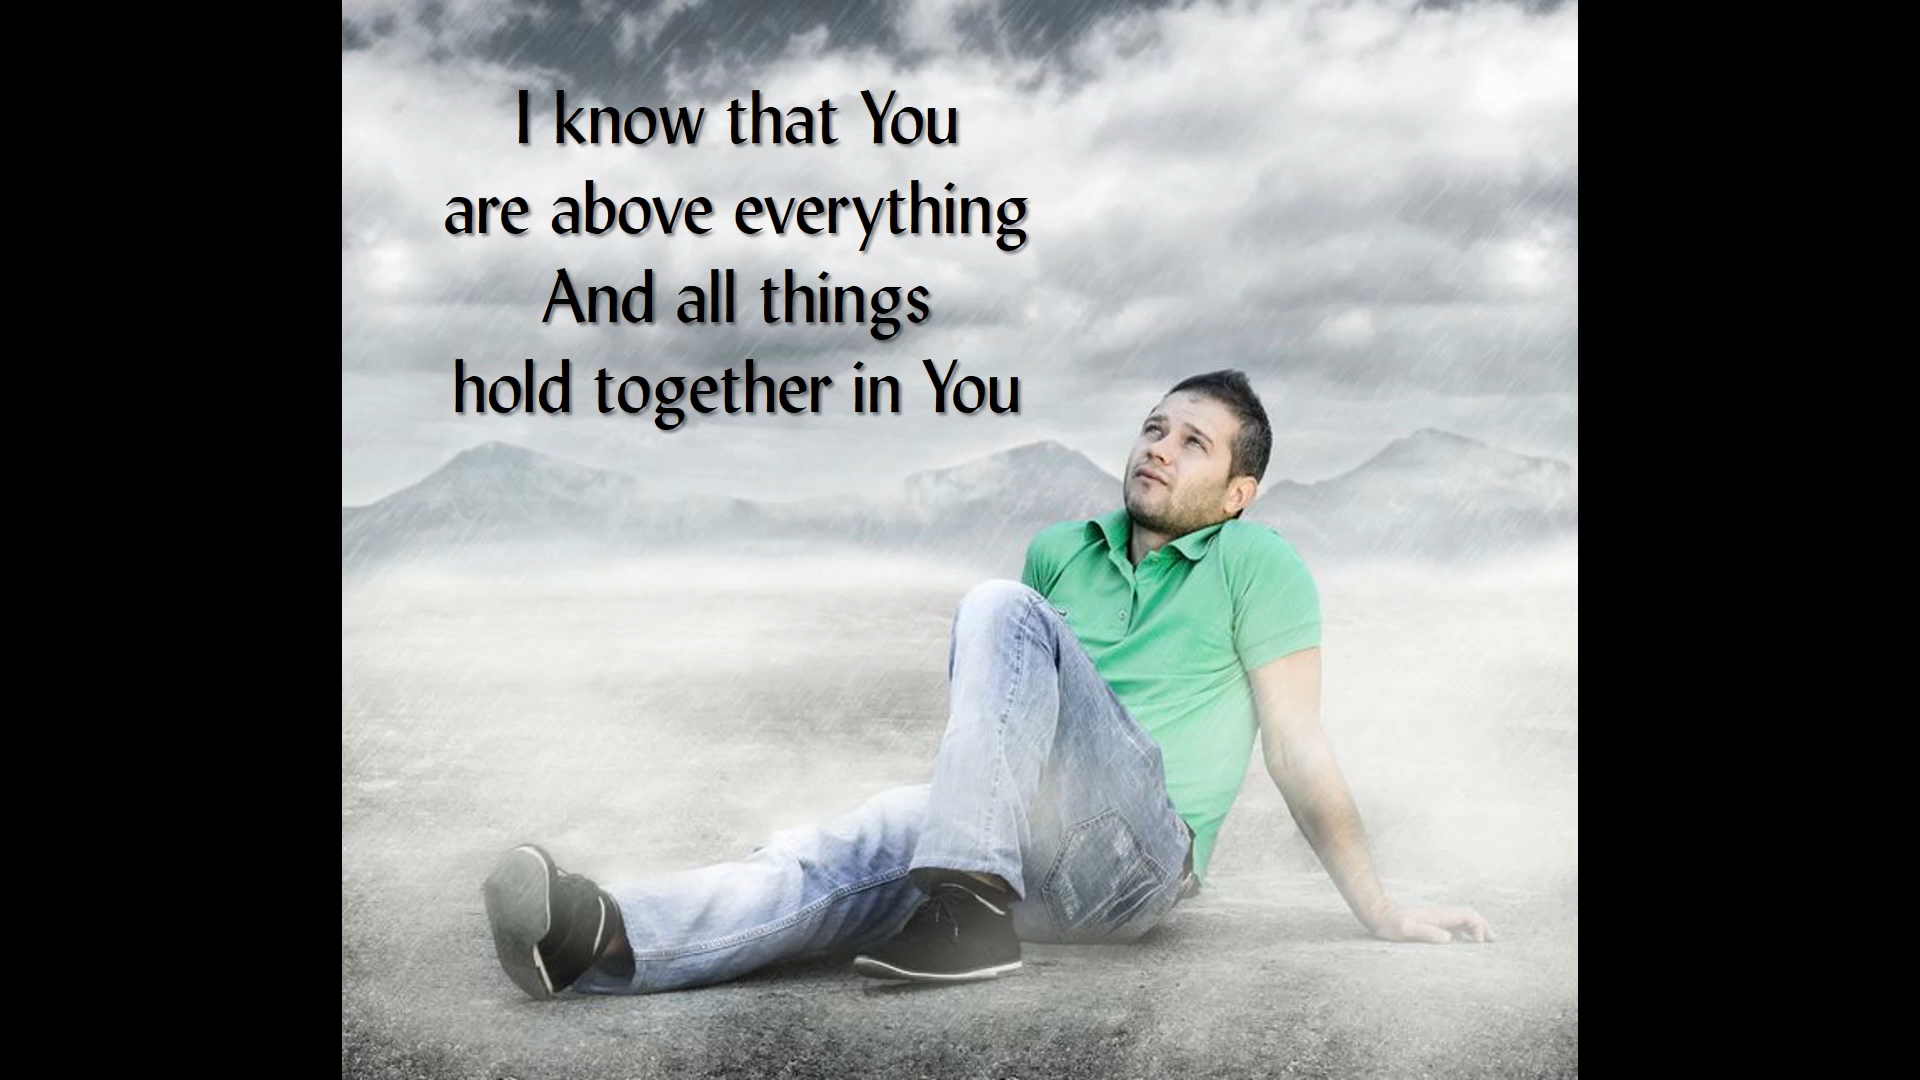 I know that You
are above everything
And all things
hold together in You